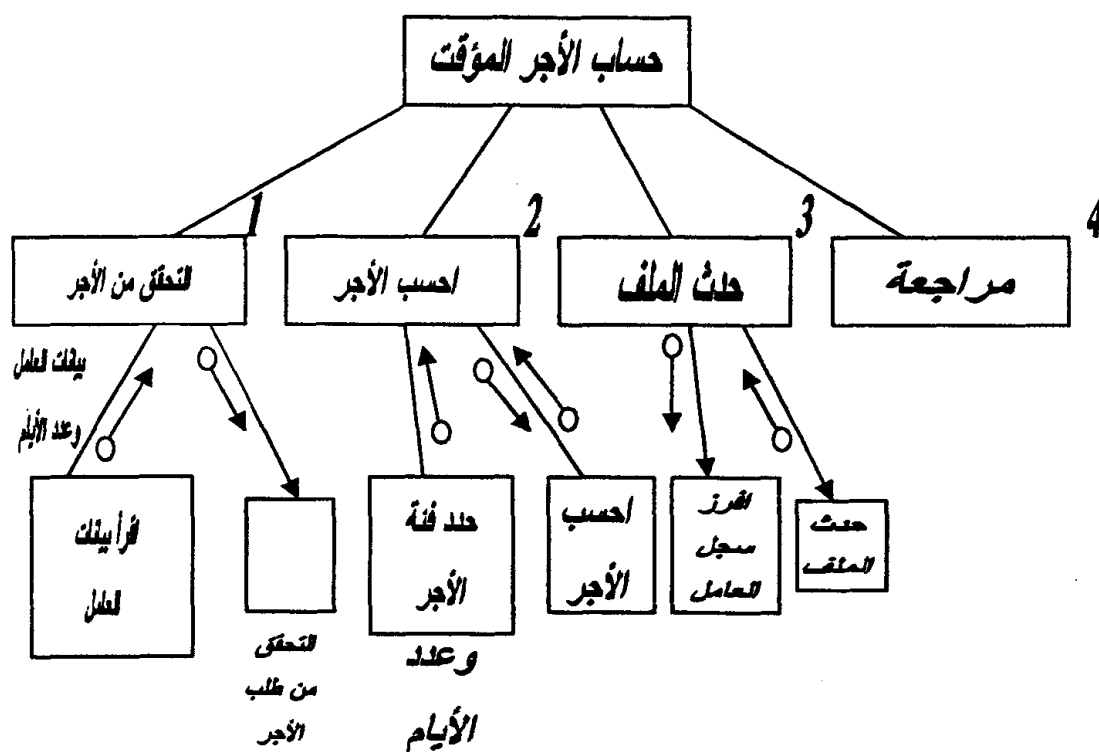 حساب الأجر المؤقت
1
2
3
4
التحقق من الأجر
احسب الأجر
حدث الملف
مراجعة
بيانات العامل
وعدد الأيام
اقرأ بيانات
العامل
التحقق
من طلب
الأجر
حدد فئة
الأجر
وعدد
الأيام
احسب
الأجر
افرز
سجل
العامل
حدث
الملف